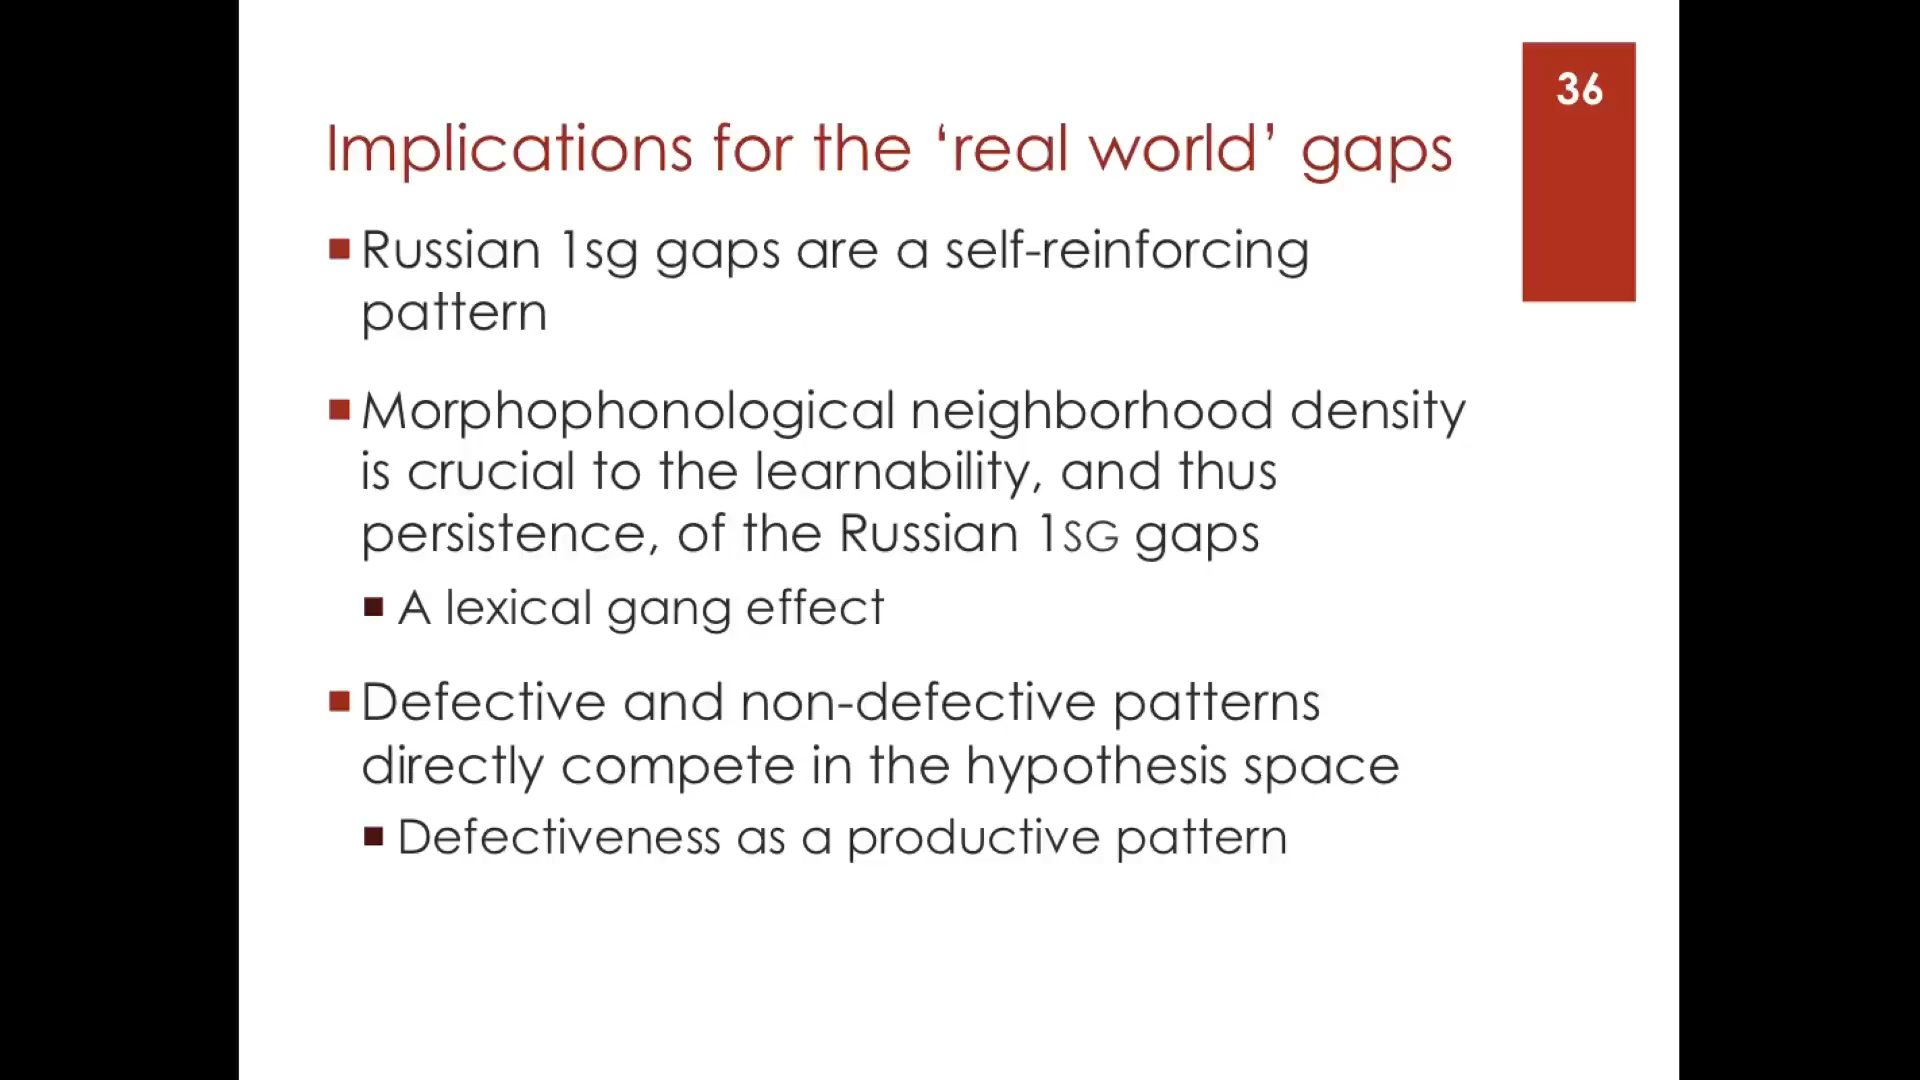 36
Implications for the ‘real world’ gaps
Russian 1sg gaps are a self-reinforcing
pattern
Morphophonological neighborhood density
is crucial to the learnability, and thus
persistence, of the Russian 1SG gaps
A lexical gang effect
Defective and non-defective patterns
directly compete in the hypothesis space
Defectiveness as a productive pattern